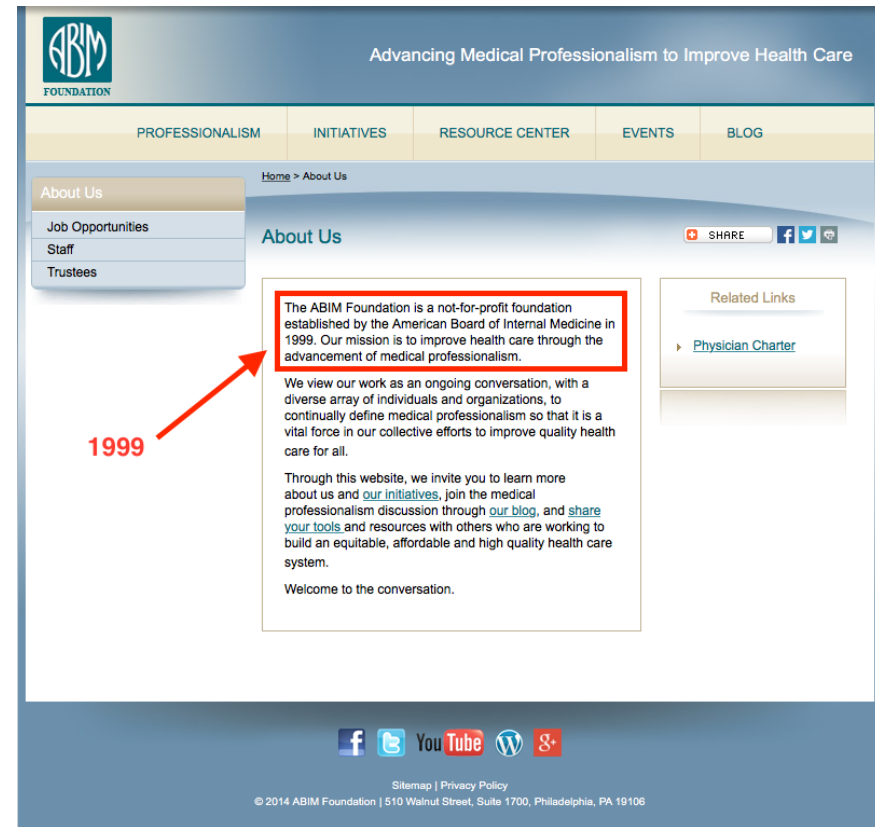 ABIM
FOUNDATION
Advancing Medical Professionalism to Improve Health Care
PROFESSIONALISM INITIATIVES RESOURCE CENTER EVENTS BLOG
Home > About Us
About Us
Job Opportunities
Staff
Trustees
About Us
SHARE
The ABIM Foundation is a not-for-profit foundation
established by the American Board of Internal Medicine in
1999. Our mission is to improve health care through the
advancement of medical professionalism.
We view our work as an ongoing conversation, with a
diverse array of individuals and organizations, to
continually define medical professionalism so that it is a
vital force in our collective efforts to improve quality health
care for all.
Through this website, we invite you to learn more
about us and our initiatives, join the medical
professionalism discussion through our blog, and share
your tools and resources with others who are working to
build an equitable, affordable and high quality health care
system.
Welcome to the conversation.
1999
Related Links
Physician Charter
You Tube
Sitemap | Privacy Policy
© 2014 ABIM Foundation | 510 Walnut Street, Suite 1700, Philadelphia, PA 19106